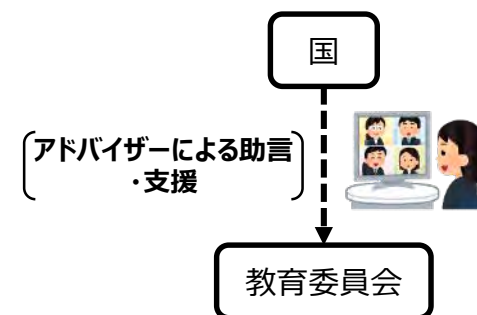 国
アドバイザーによる助言
・支援
教育委員会